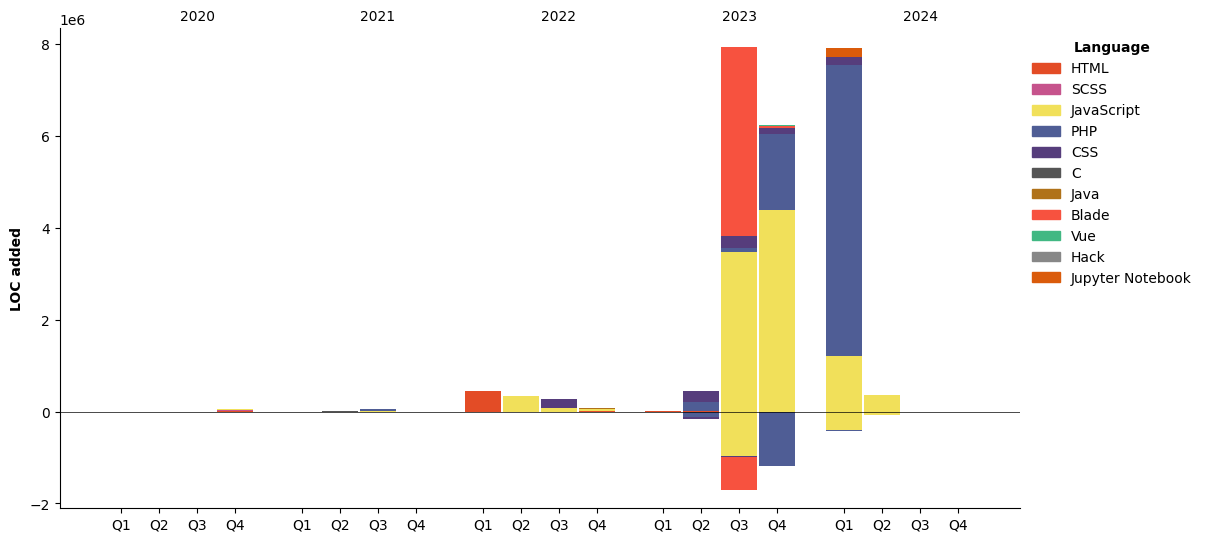 1e6
2020 2021 2022 2023 2024
8
6
4
2
0
−2
LOC added
Q1 Q2 Q3 Q4 Q1 Q2 Q3 Q4 Q1 Q2 Q3 Q4 Q1 Q2 Q3 Q4 Q1 Q2 Q3 Q4
Language
HTML
SCSS
JavaScript
PHP
CSS
C
Java
Blade
Vue
Hack
Jupyter Notebook